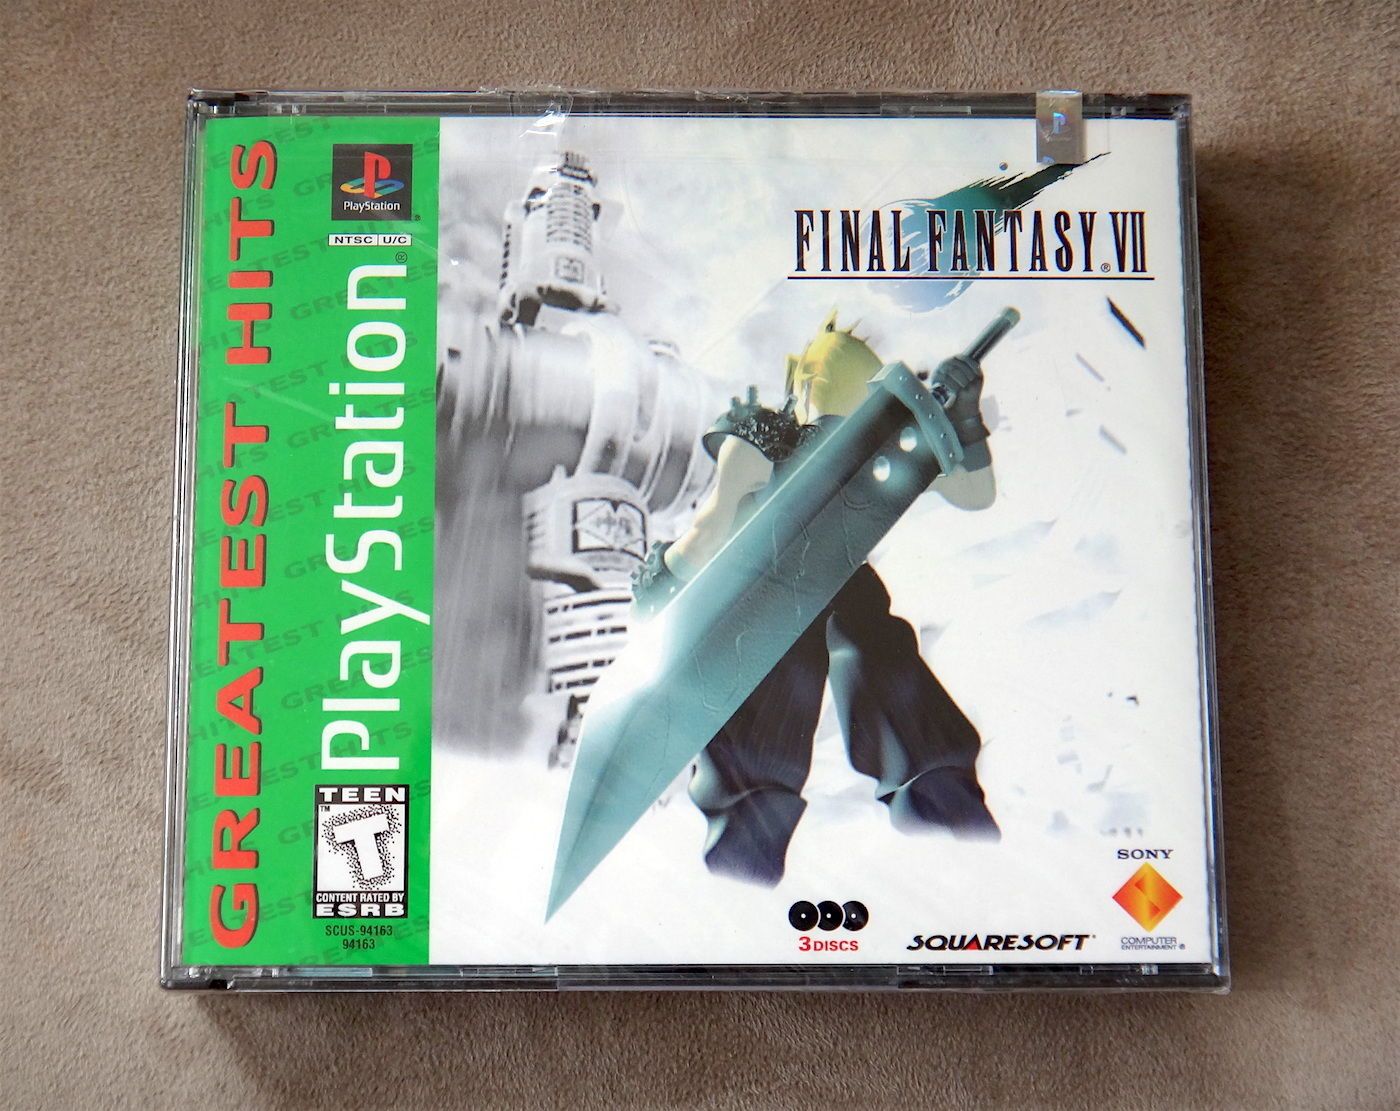 GREATEST HITS
PlayStation
NTSC U/C
PlayStation®
TEEN
T
™
CONTENT RATED BY
ESRB
SCUS-94163
94163
FINAL FANTASY® VII
3 DISCS
SQUARESOFT®
SONY
COMPUTER
ENTERTAINMENT®